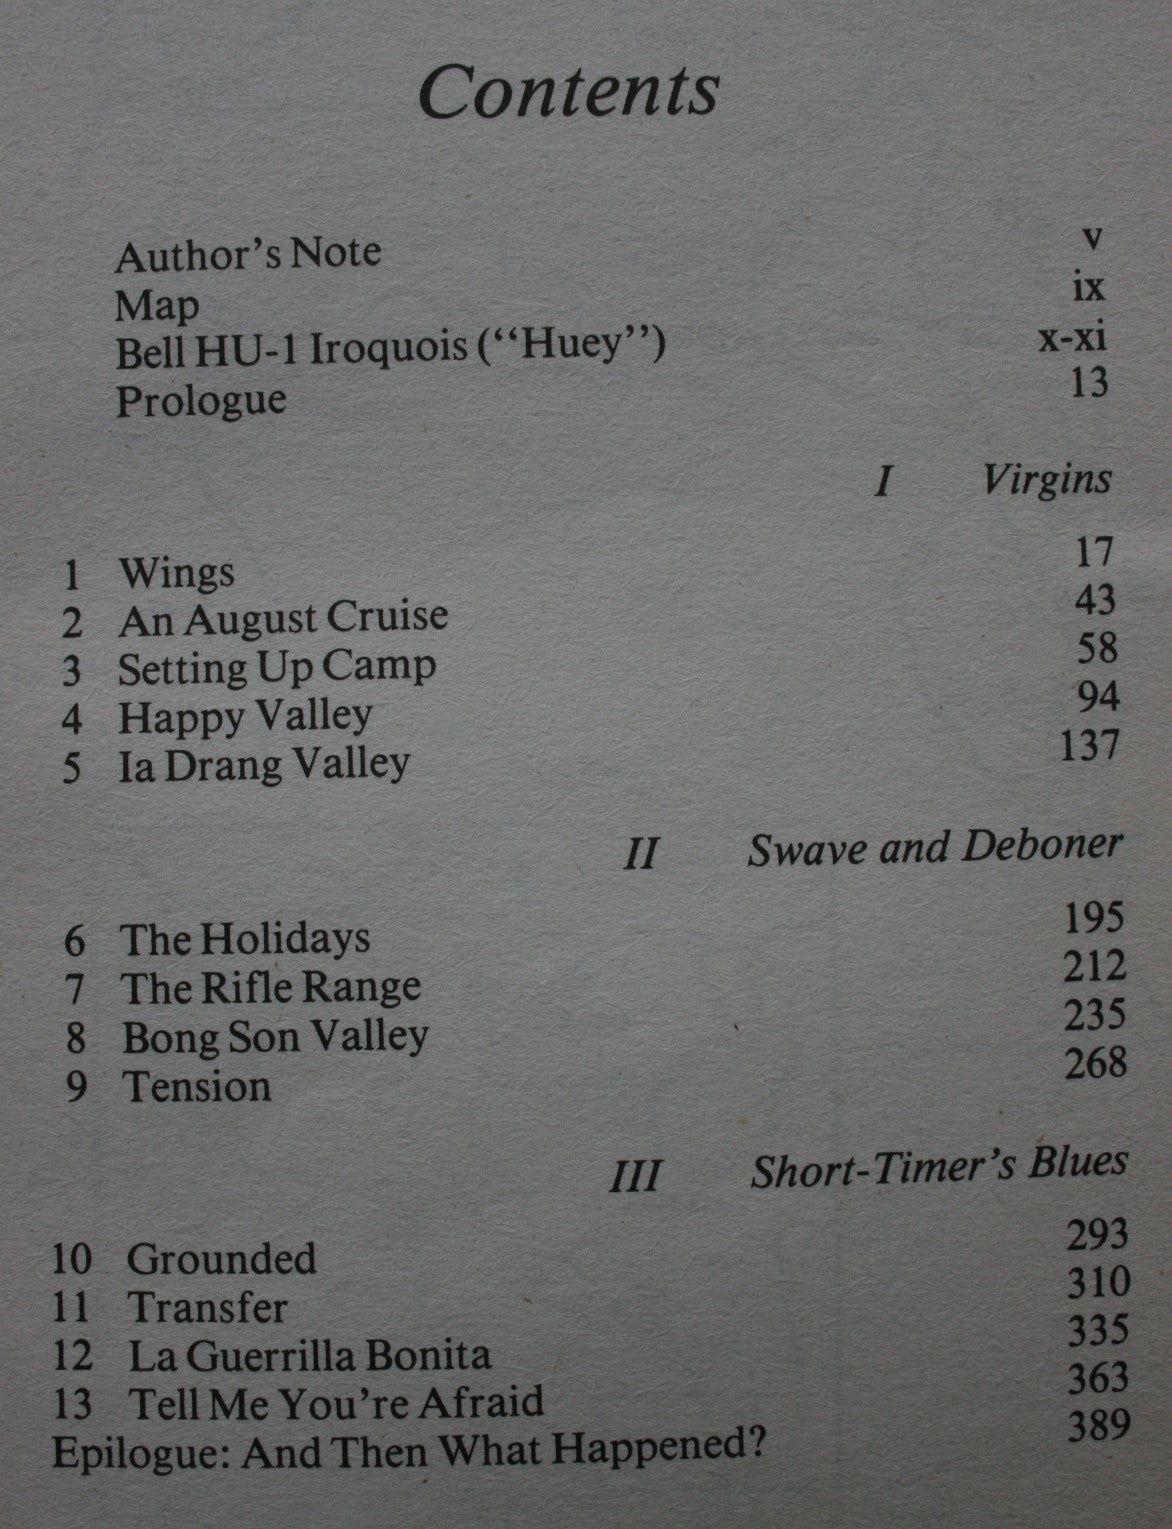 Contents
Author's Note v
Map ix
Bell HU-1 Iroquois (‘‘Huey’’) x-xi
Prologue 13
I Virgins
1 Wings 17
2 An August Cruise 43
3 Setting Up Camp 58
4 Happy Valley 94
5 Ia Drang Valley 137
II Swave and Deboner
6 The Holidays 195
7 The Rifle Range 212
8 Bong Son Valley 235
9 Tension 268
III Short-Timer's Blues
10 Grounded 293
11 Transfer 310
12 La Guerrilla Bonita 335
13 Tell Me You're Afraid 363
Epilogue: And Then What Happened? 389